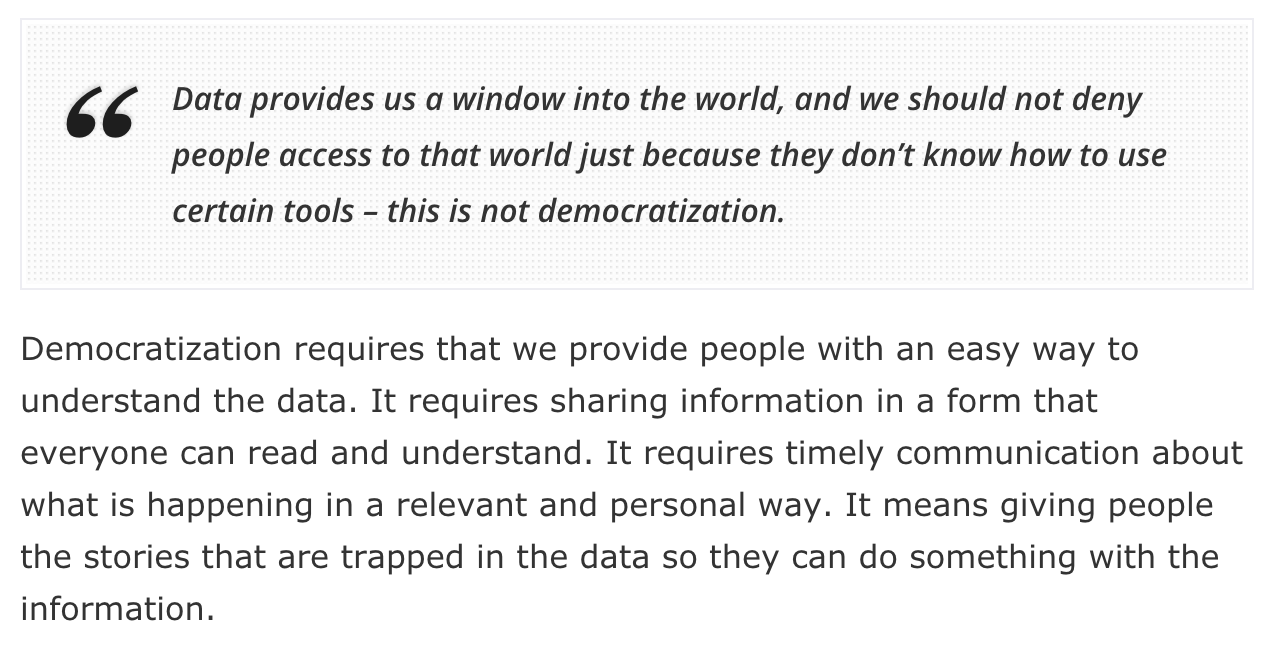 “ Data provides us a window into the world, and we should not deny
people access to that world just because they don’t know how to use
certain tools – this is not democratization.
Democratization requires that we provide people with an easy way to
understand the data. It requires sharing information in a form that
everyone can read and understand. It requires timely communication about
what is happening in a relevant and personal way. It means giving people
the stories that are trapped in the data so they can do something with the
information.